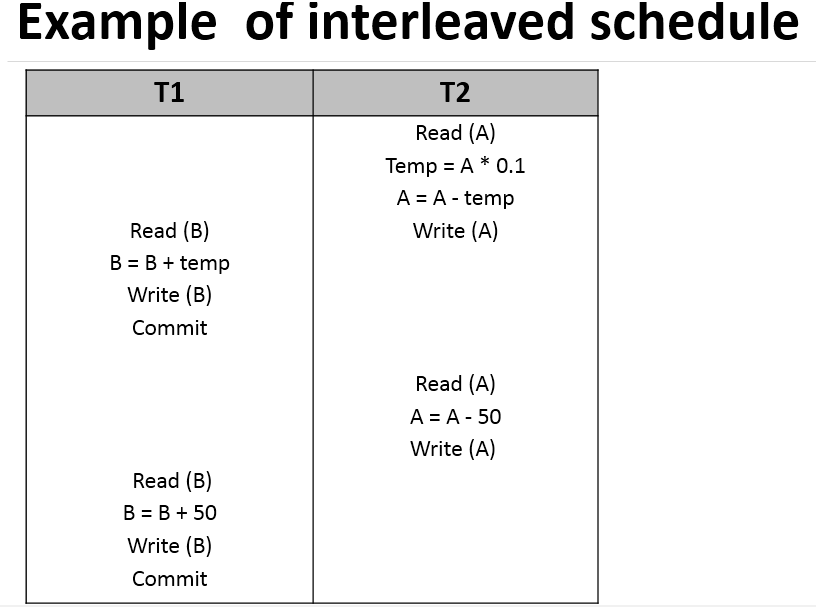 Example of interleaved schedule
T1 T2
Read (A)
Temp = A * 0.1
A = A - temp
Read (B) Write (A)
B = B + temp
Write (B)
Commit
Read (A)
A = A - 50
Write (A)
Read (B)
B = B + 50
Write (B)
Commit